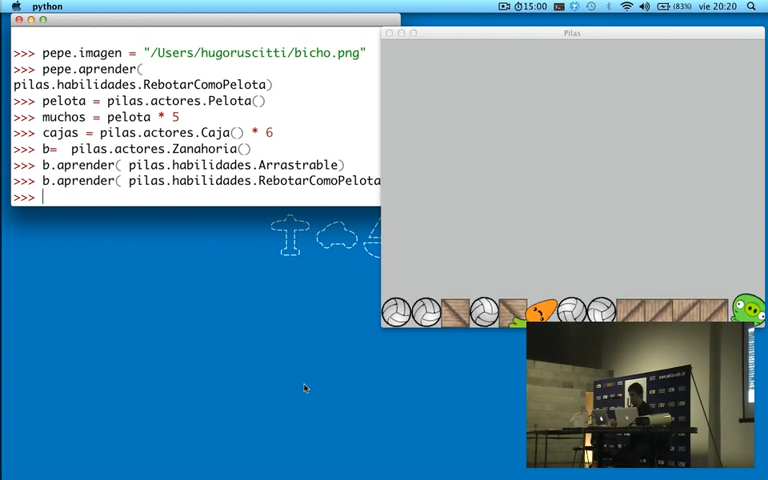 python
15:00
(83%)
vie 20:20
>>> pepe.imagen = "/Users/hugoruscitti/bicho.png"
>>> pepe.aprender(
pilas.habilidades.RebotarComoPelota)
>>> pelota = pilas.actores.Pelota()
>>> muchos = pelota * 5
>>> cajas = pilas.actores.Caja() * 6
>>> b=  pilas.actores.Zanahoria()
>>> b.aprender( pilas.habilidades.Arrastrable)
>>> b.aprender( pilas.habilidades.RebotarComoPelota
>>>
Pilas